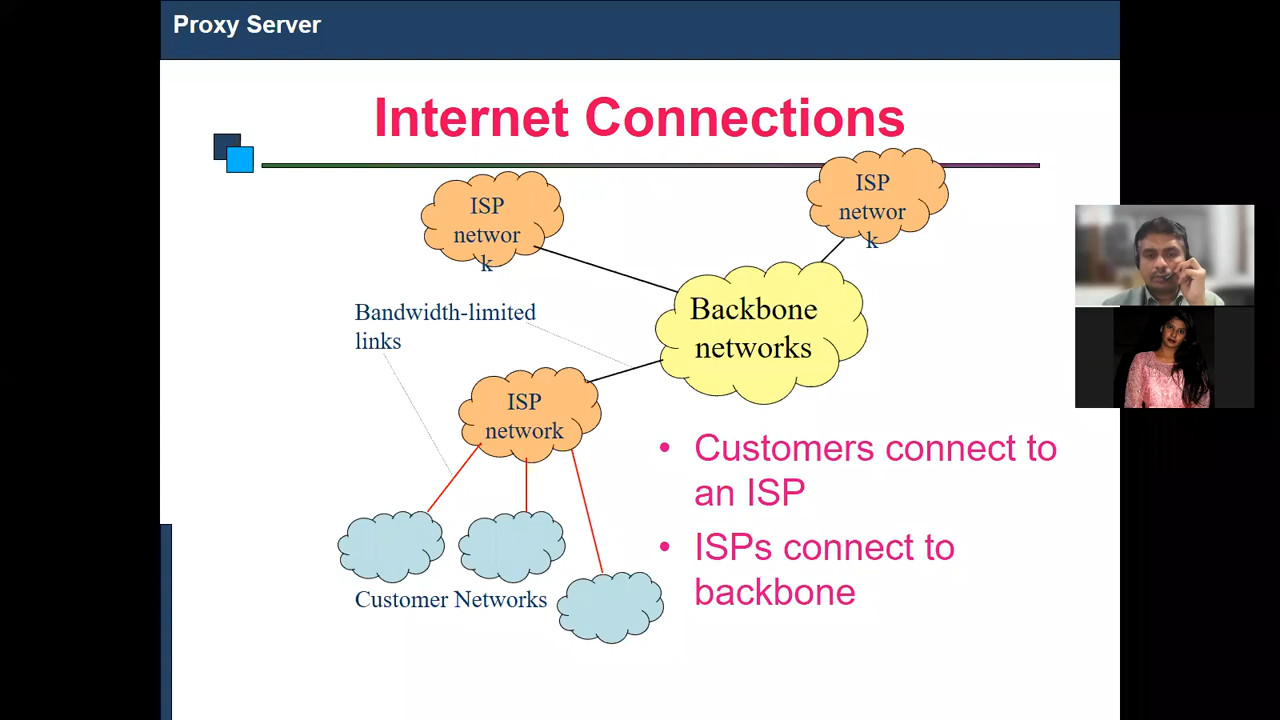 Proxy Server
Internet Connections
ISP
networ
k
ISP
networ
k
Backbone
networks
Bandwidth-limited
links
ISP
network
Customer Networks
• Customers connect to
an ISP
• ISPs connect to
backbone